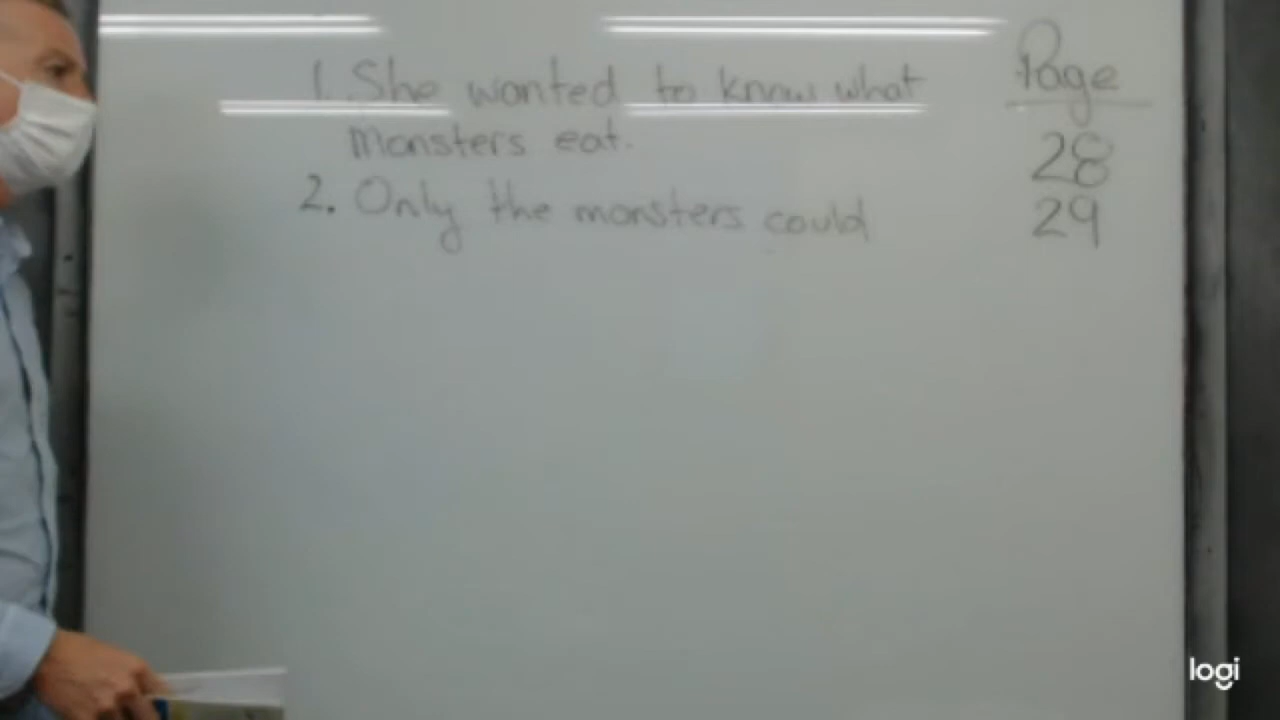 Page
1. She wanted to know what
monsters eat.
28
2. Only the monsters could
29
logi